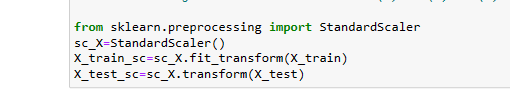 from sklearn.preprocessing import StandardScaler
sc_X=StandardScaler()
X_train_sc=sc_X.fit_transform(X_train)
X_test_sc=sc_X.transform(X_test)